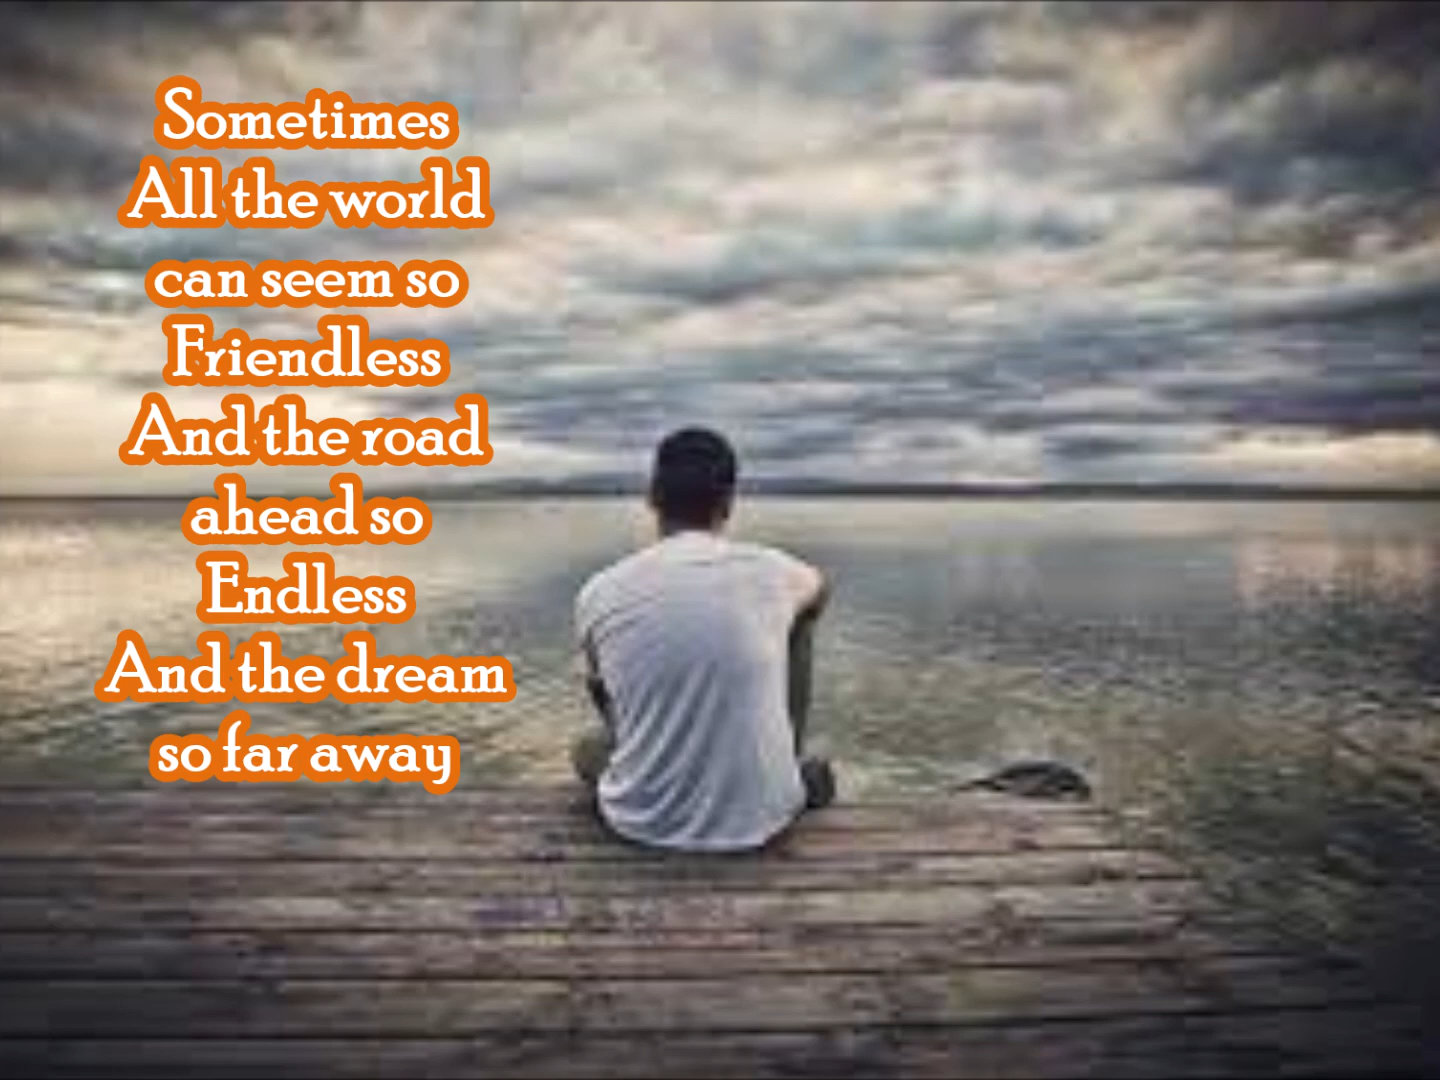 Sometimes
All the world
can seem so
Friendless
And the road
ahead so
Endless
And the dream
so far away